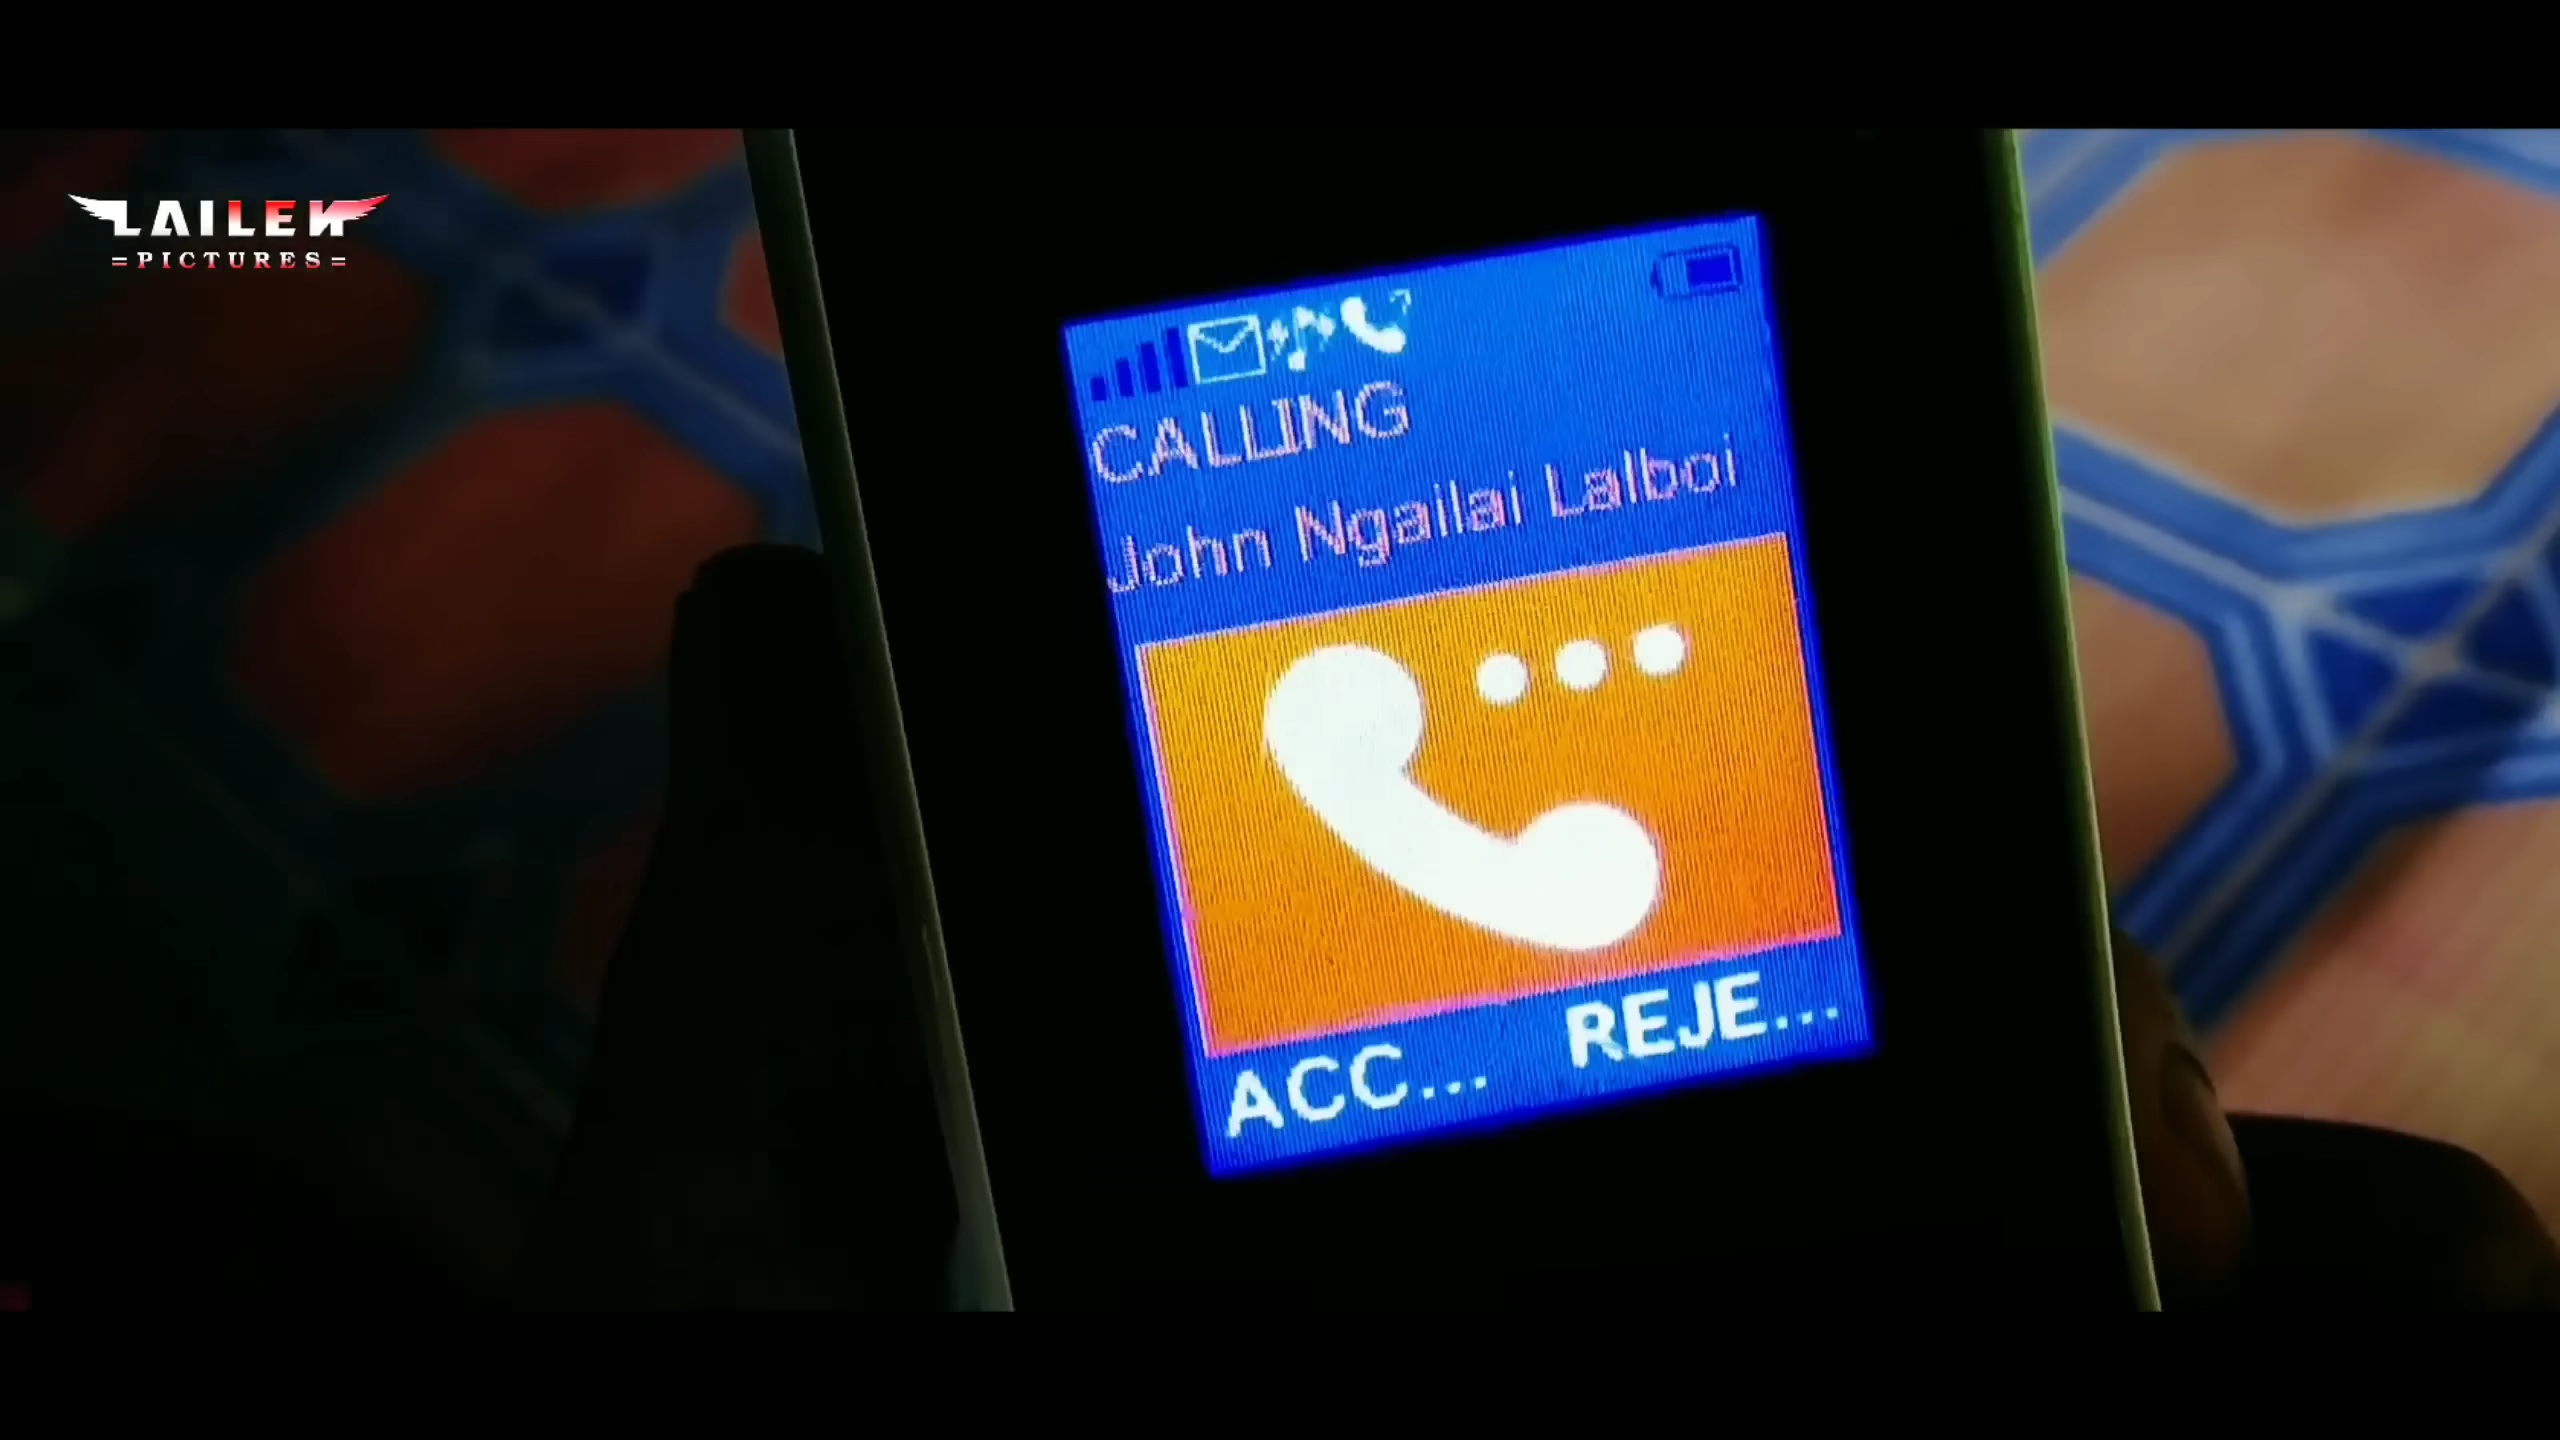 LAILEN
=PICTURES=
CALLING
John Ngailai Lalboi
ACC... REJE...